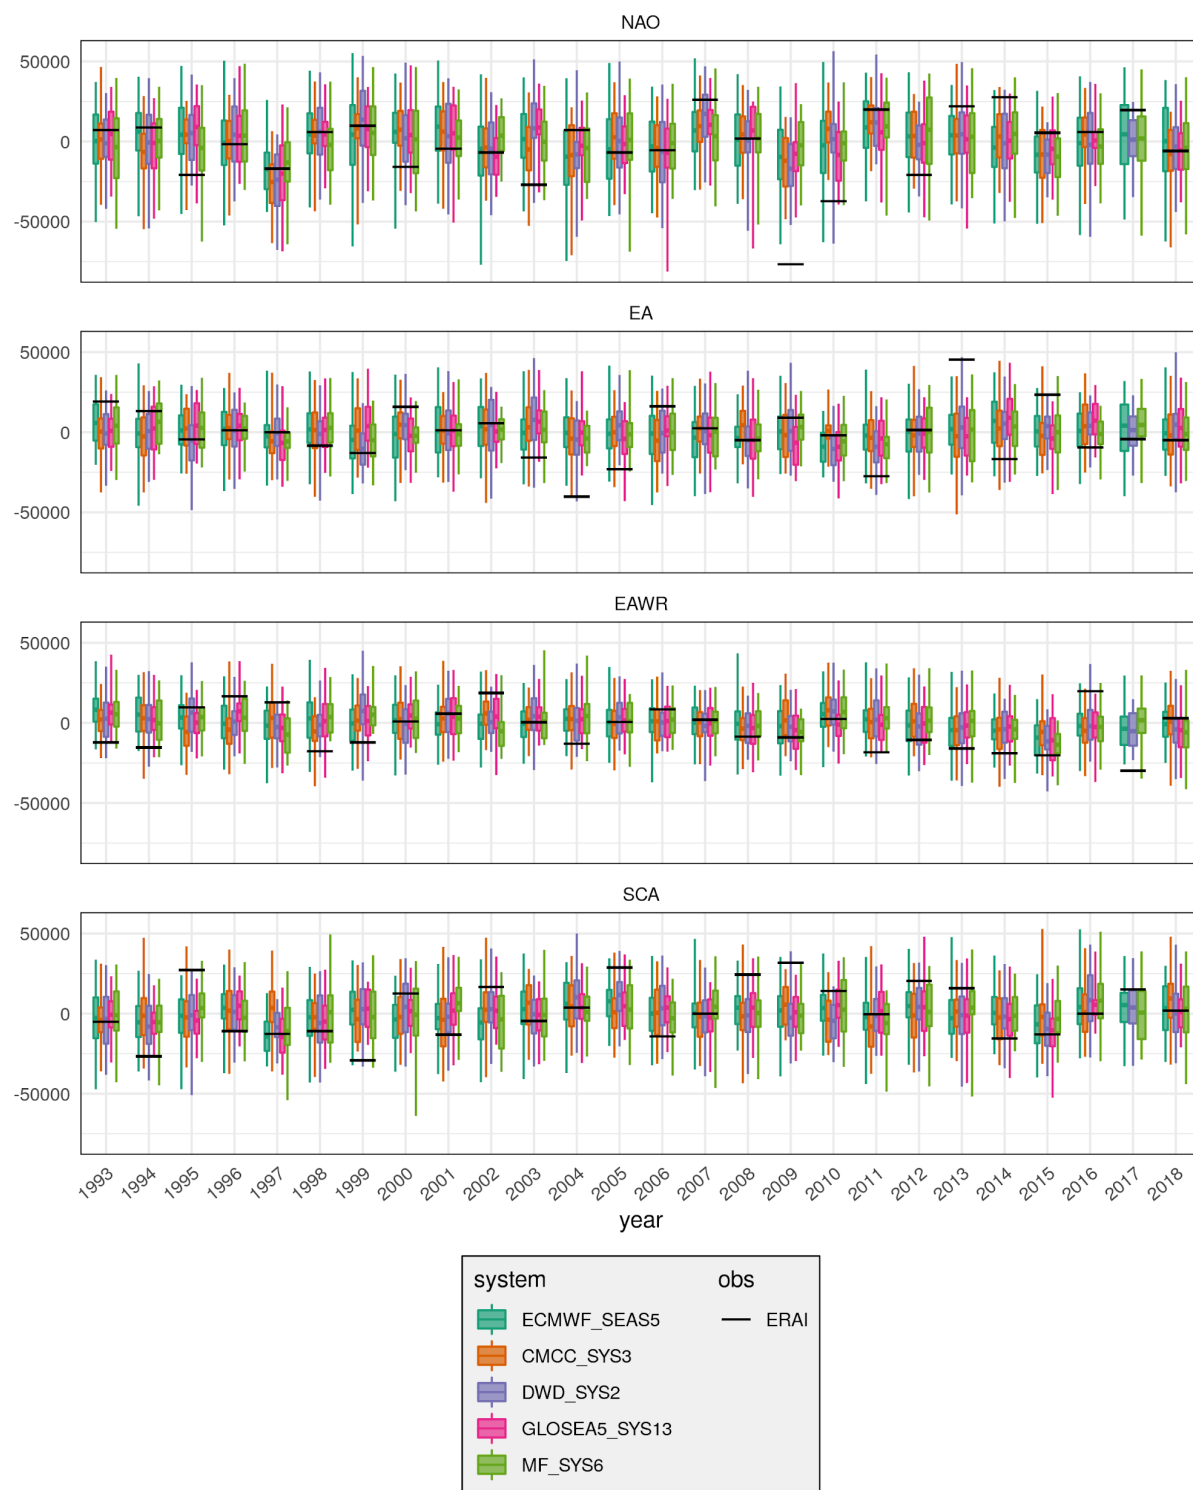 NAO
50000
0
-50000
EA
50000
0
-50000
EAWR
50000
0
-50000
SCA
50000
0
-50000
1993 1994 1995 1996 1997 1998 1999 2000 2001 2002 2003 2004 2005 2006 2007 2008 2009 2010 2011 2012 2013 2014 2015 2016 2017 2018
year
system obs
ECMWF_SEAS5 ERAI
CMCC_SYS3
DWD_SYS2
GLOSEA5_SYS13
MF_SYS6